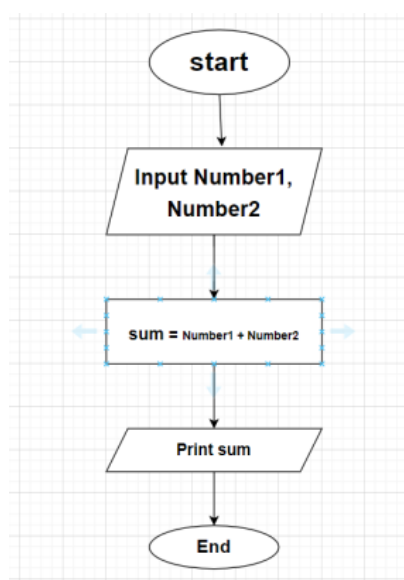 start
Input Number1,
Number2
sum = Number1 + Number2
Print sum
End